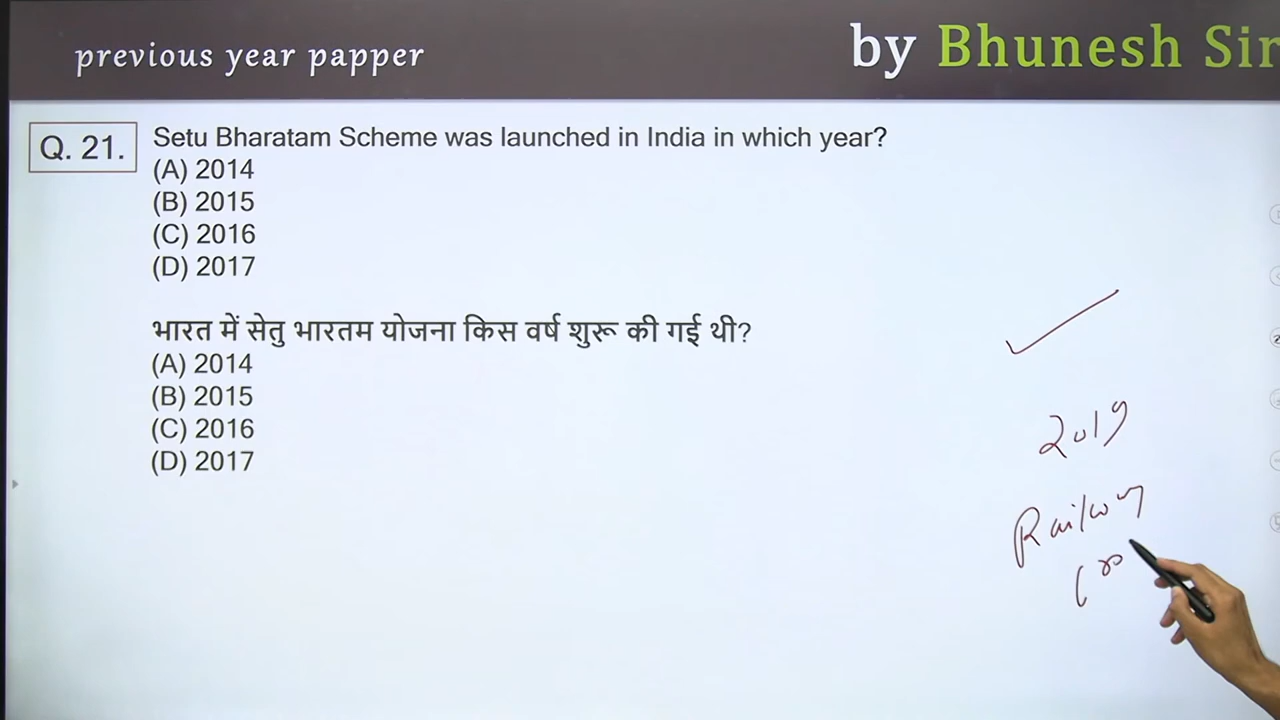 previous year papper
by Bhunesh Sir
Q. 21.
Setu Bharatam Scheme was launched in India in which year?
(A) 2014
(B) 2015
(C) 2016
(D) 2017
भारत में सेतु भारतम योजना किस वर्ष शुरू की गई थी?
(A) 2014
(B) 2015
(C) 2016
(D) 2017
2019
Railway